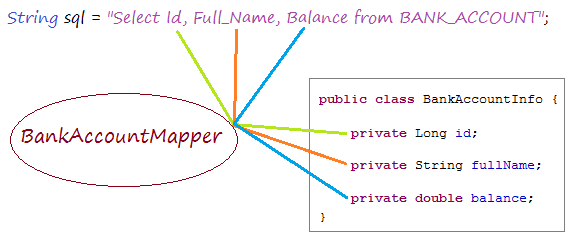 String sql = "Select Id, Full_Name, Balance from BANK_ACCOUNT";
BankAccountMapper
public class BankAccountInfo {
private Long id;
private String fullName;
private double balance;
}